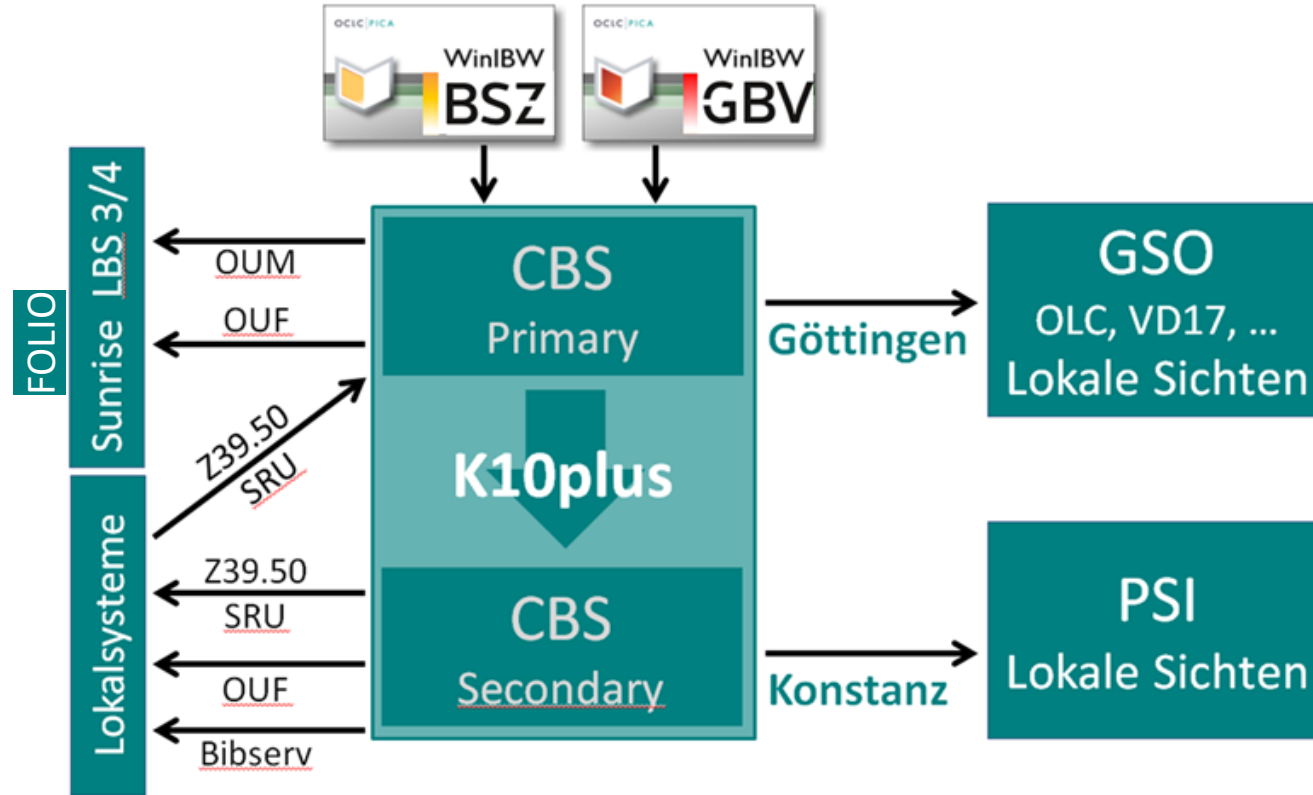 OCLC PICA
WinIBW
BSZ
OCLC PICA
WinIBW
GBV
FOLIO
Sunrise LBS 3/4
Lokalsysteme
OUM
OUF
Z39.50
SRU
Z39.50
SRU
OUF
Bibserv
CBS
Primary
K10plus
CBS
Secondary
Göttingen
Konstanz
GSO
OLC, VD17, ...
Lokale Sichten
PSI
Lokale Sichten